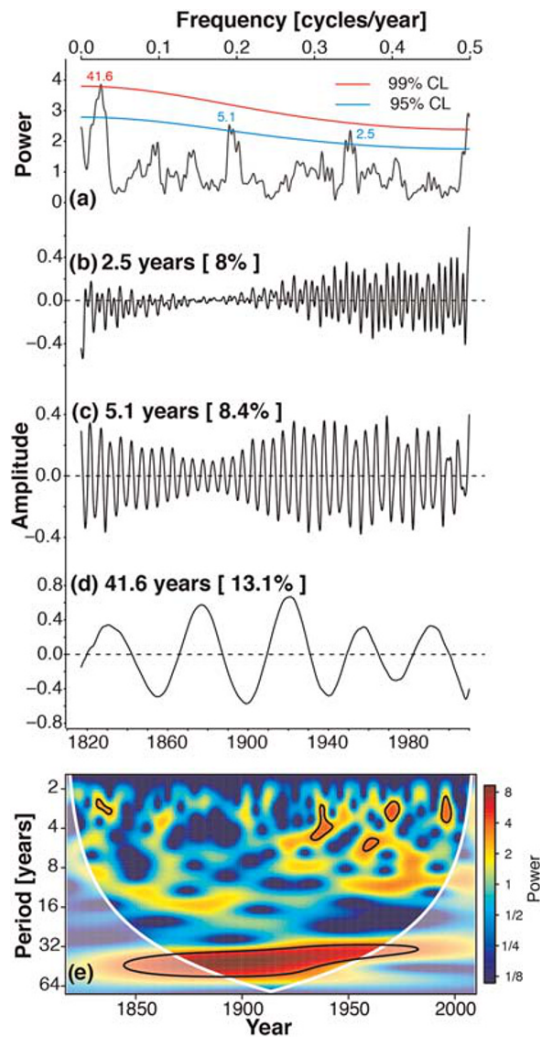 Frequency [cycles/year]
0.0 0.1 0.2 0.3 0.4 0.5
41.6
99% CL
95% CL
5.1
2.5
4
3
2
1
0
Power
(a)
(b) 2.5 years [ 8% ]
0.4
0.0
−0.4
(c) 5.1 years [ 8.4% ]
0.4
0.0
−0.4
Amplitude
(d) 41.6 years [ 13.1% ]
0.8
0.4
0.0
−0.4
−0.8
1820 1860 1900 1940 1980
2
4
8
16
32
64
Period [years]
(e)
8
4
2
1
1/2
1/4
1/8
Power
1850 1900 1950 2000
Year